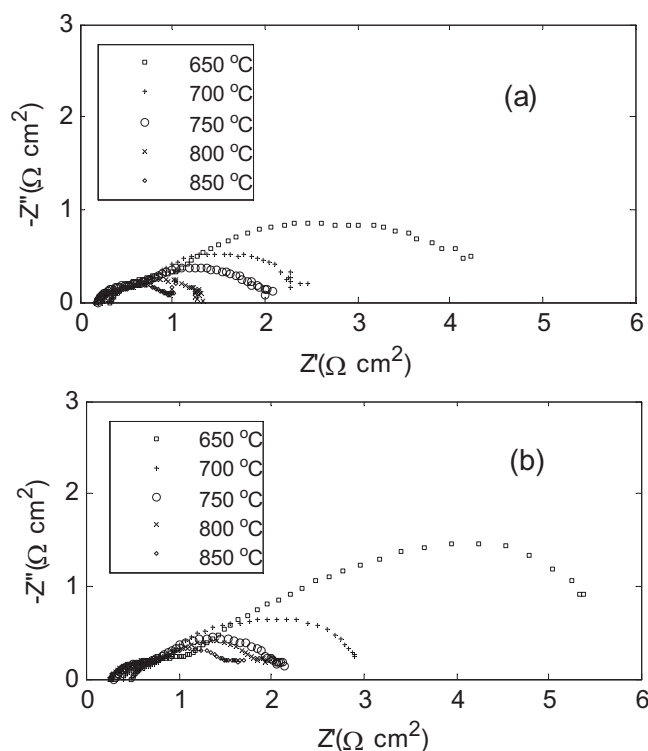 3
650 °C
700 °C
(a)
2
750 °C
800 °C
850 °C
-Z"(Ω cm²)
1
0
0 1 2 3 4 5 6
Z'(Ω cm²)
3
650 °C
700 °C
(b)
2
750 °C
800 °C
850 °C
-Z"(Ω cm²)
1
0
0 1 2 3 4 5 6
Z'(Ω cm²)